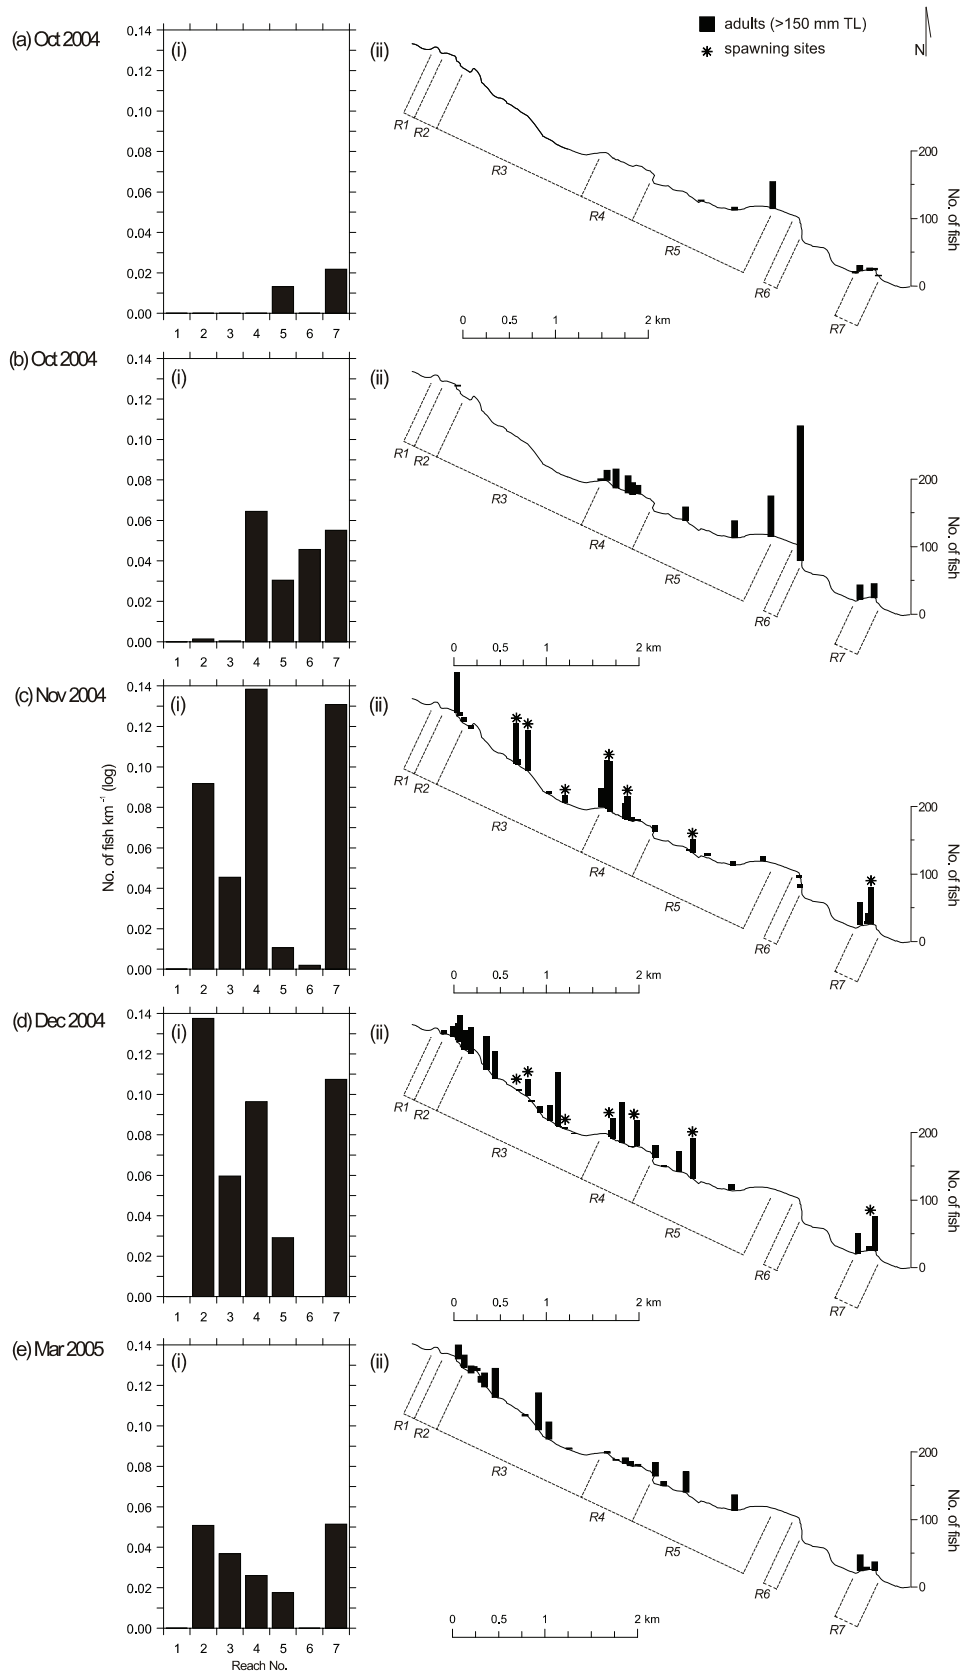 (a) Oct 2004
(i)
0.14
0.12
0.10
0.08
0.06
0.04
0.02
0.00
1 2 3 4 5 6 7
(ii)
adults (>150 mm TL)
spawning sites
N
R1
R2
R3
R4
R5
R6
R7
200
100
0
No. of fish
0 0.5 1 2 km
(b) Oct 2004
(i)
0.14
0.12
0.10
0.08
0.06
0.04
0.02
0.00
1 2 3 4 5 6 7
(ii)
R1
R2
R3
R4
R5
R6
R7
200
100
0
No. of fish
0 0.5 1 2 km
(c) Nov 2004
(i)
0.14
0.12
0.10
0.08
0.06
0.04
0.02
0.00
No. of fish km⁻¹ (log)
1 2 3 4 5 6 7
(ii)
R1
R2
R3
R4
R5
R6
R7
200
100
0
No. of fish
0 0.5 1 2 km
(d) Dec 2004
(i)
0.14
0.12
0.10
0.08
0.06
0.04
0.02
0.00
1 2 3 4 5 6 7
(ii)
R1
R2
R3
R4
R5
R6
R7
200
100
0
No. of fish
0 0.5 1 2 km
(e) Mar 2005
(i)
0.14
0.12
0.10
0.08
0.06
0.04
0.02
0.00
1 2 3 4 5 6 7
Reach No.
(ii)
R1
R2
R3
R4
R5
R6
R7
200
100
0
No. of fish
0 0.5 1 2 km